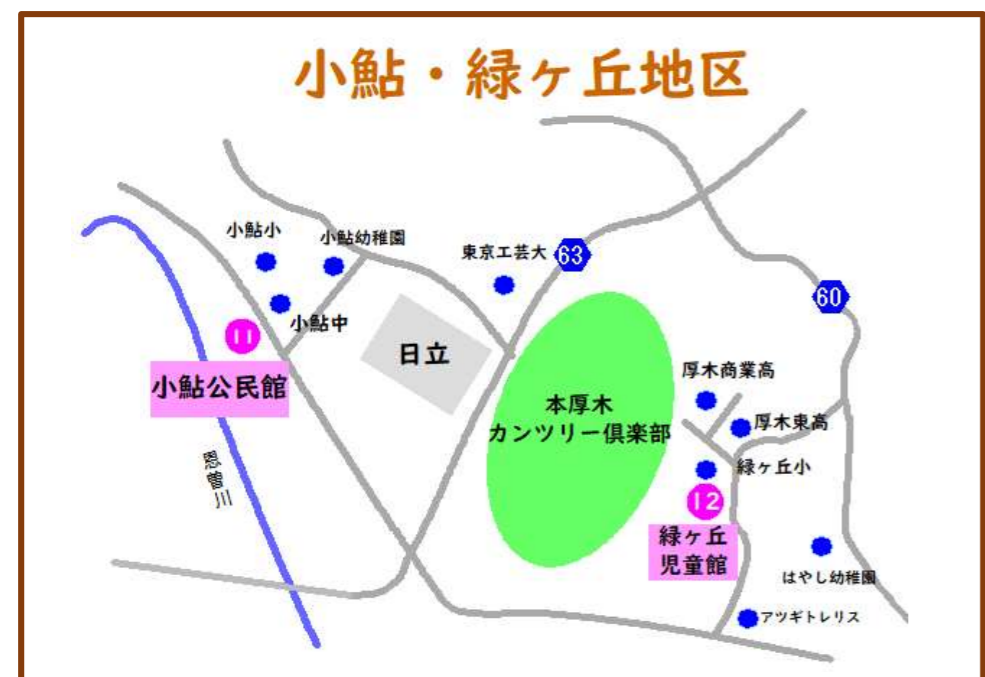 小鮎・緑ヶ丘地区
小鮎小
小鮎幼稚園
東京工芸大
63
60
小鮎中
11
小鮎公民館
日立
本厚木
カンツリー倶楽部
厚木商業高
厚木東高
緑ヶ丘小
12
緑ヶ丘
児童館
恩曽川
はやし幼稚園
アツギトレリス